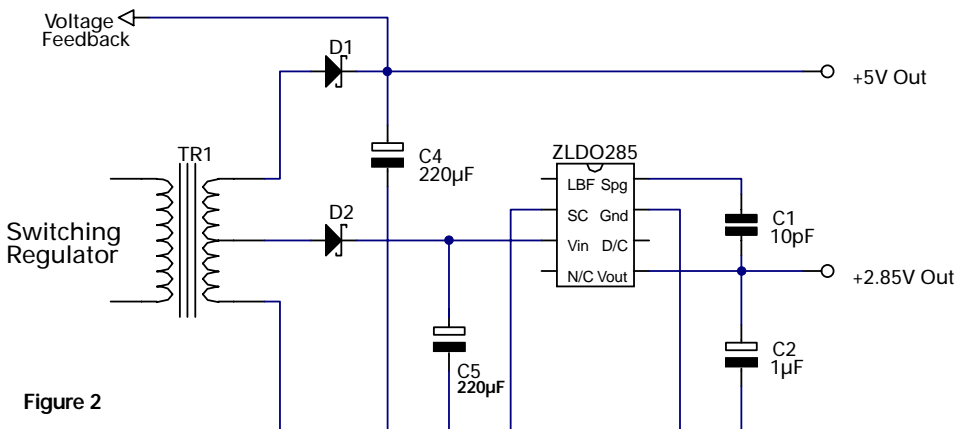 Voltage
Feedback
D1
+5V Out
TR1
C4
220µF
ZLDO285
LBF Spg
SC Gnd
Vin D/C
N/C Vout
C1
10pF
D2
Switching
Regulator
+2.85V Out
C2
1µF
C5
220µF
Figure 2